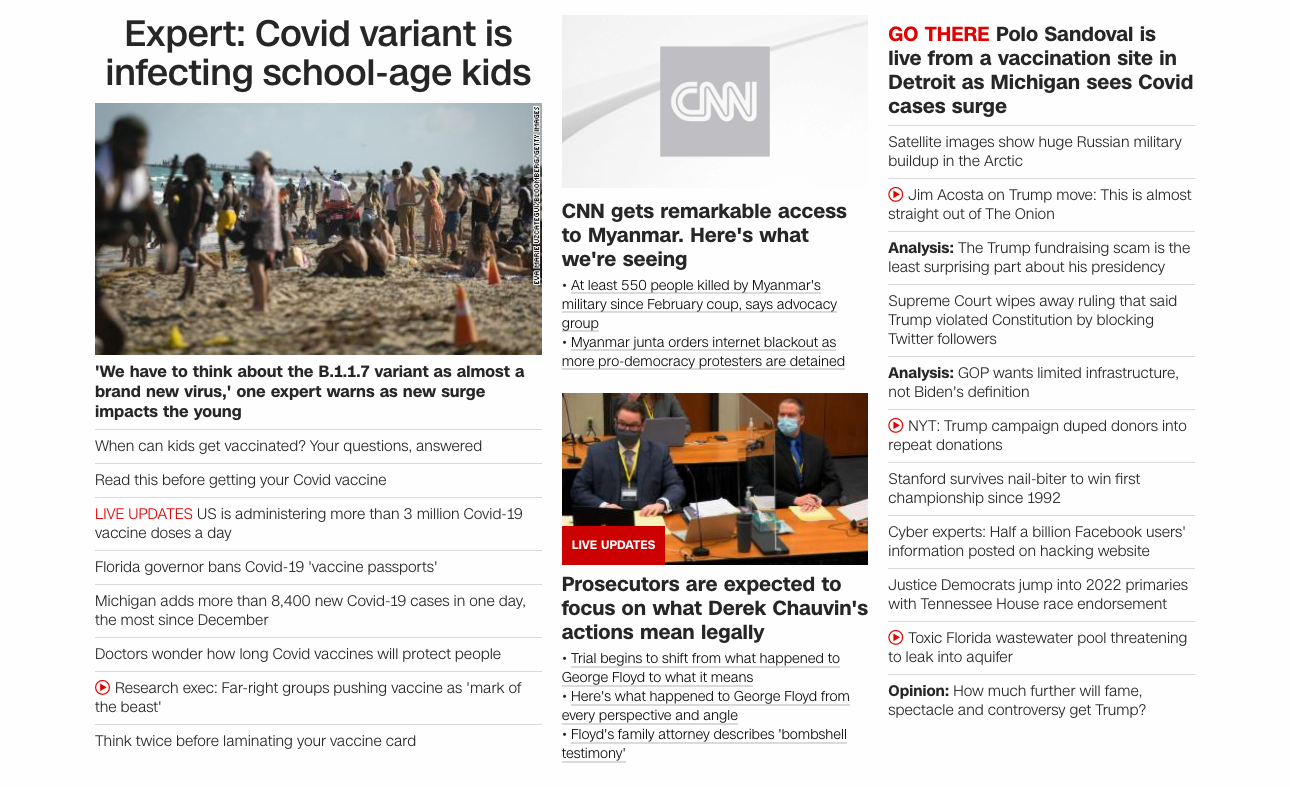 Expert: Covid variant is
infecting school-age kids
EVA MARIE UZCATEGUI/BLOOMBERG/GETTY IMAGES
'We have to think about the B.1.1.7 variant as almost a
brand new virus,' one expert warns as new surge
impacts the young
When can kids get vaccinated? Your questions, answered
Read this before getting your Covid vaccine
LIVE UPDATES US is administering more than 3 million Covid-19
vaccine doses a day
Florida governor bans Covid-19 'vaccine passports'
Michigan adds more than 8,400 new Covid-19 cases in one day,
the most since December
Doctors wonder how long Covid vaccines will protect people
Research exec: Far-right groups pushing vaccine as 'mark of
the beast'
Think twice before laminating your vaccine card
CNN
CNN gets remarkable access
to Myanmar. Here's what
we're seeing
• At least 550 people killed by Myanmar's
military since February coup, says advocacy
group
• Myanmar junta orders internet blackout as
more pro-democracy protesters are detained
LIVE UPDATES
Prosecutors are expected to
focus on what Derek Chauvin's
actions mean legally
• Trial begins to shift from what happened to
George Floyd to what it means
• Here's what happened to George Floyd from
every perspective and angle
• Floyd's family attorney describes 'bombshell
testimony'
GO THERE Polo Sandoval is
live from a vaccination site in
Detroit as Michigan sees Covid
cases surge
Satellite images show huge Russian military
buildup in the Arctic
Jim Acosta on Trump move: This is almost
straight out of The Onion
Analysis: The Trump fundraising scam is the
least surprising part about his presidency
Supreme Court wipes away ruling that said
Trump violated Constitution by blocking
Twitter followers
Analysis: GOP wants limited infrastructure,
not Biden's definition
NYT: Trump campaign duped donors into
repeat donations
Stanford survives nail-biter to win first
championship since 1992
Cyber experts: Half a billion Facebook users'
information posted on hacking website
Justice Democrats jump into 2022 primaries
with Tennessee House race endorsement
Toxic Florida wastewater pool threatening
to leak into aquifer
Opinion: How much further will fame,
spectacle and controversy get Trump?